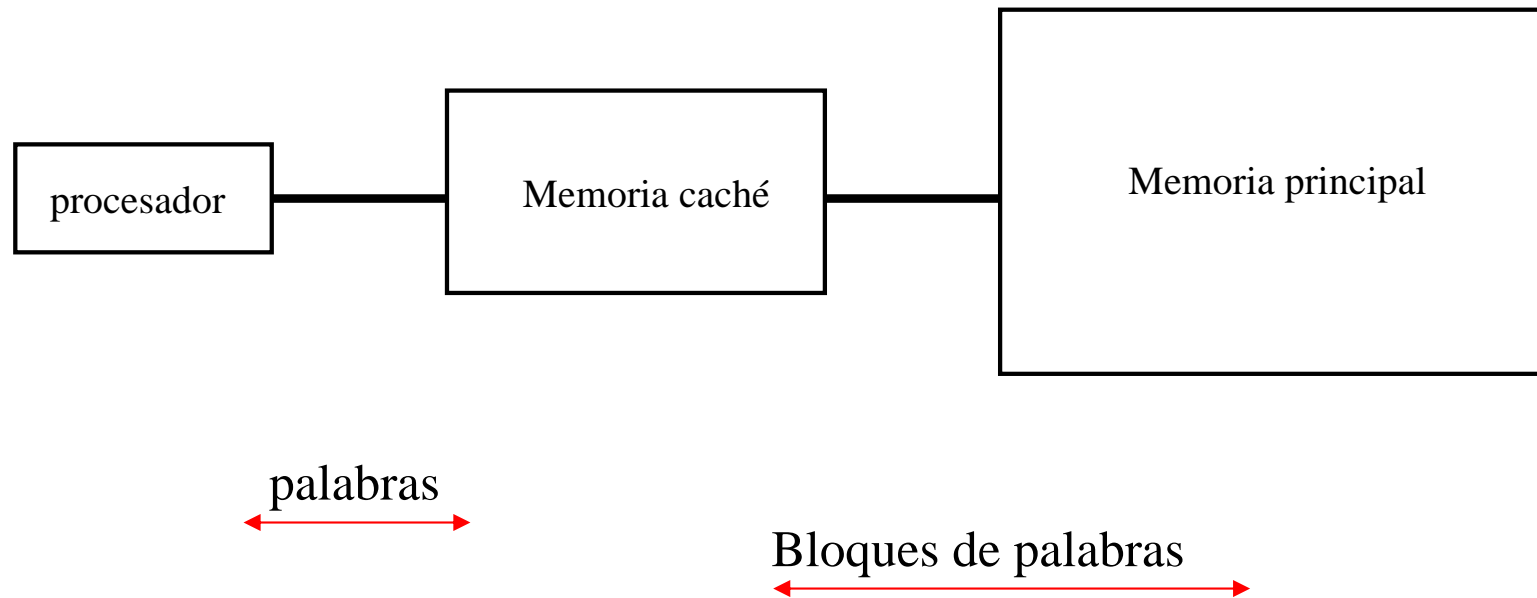 procesador
Memoria caché
Memoria principal
palabras
Bloques de palabras